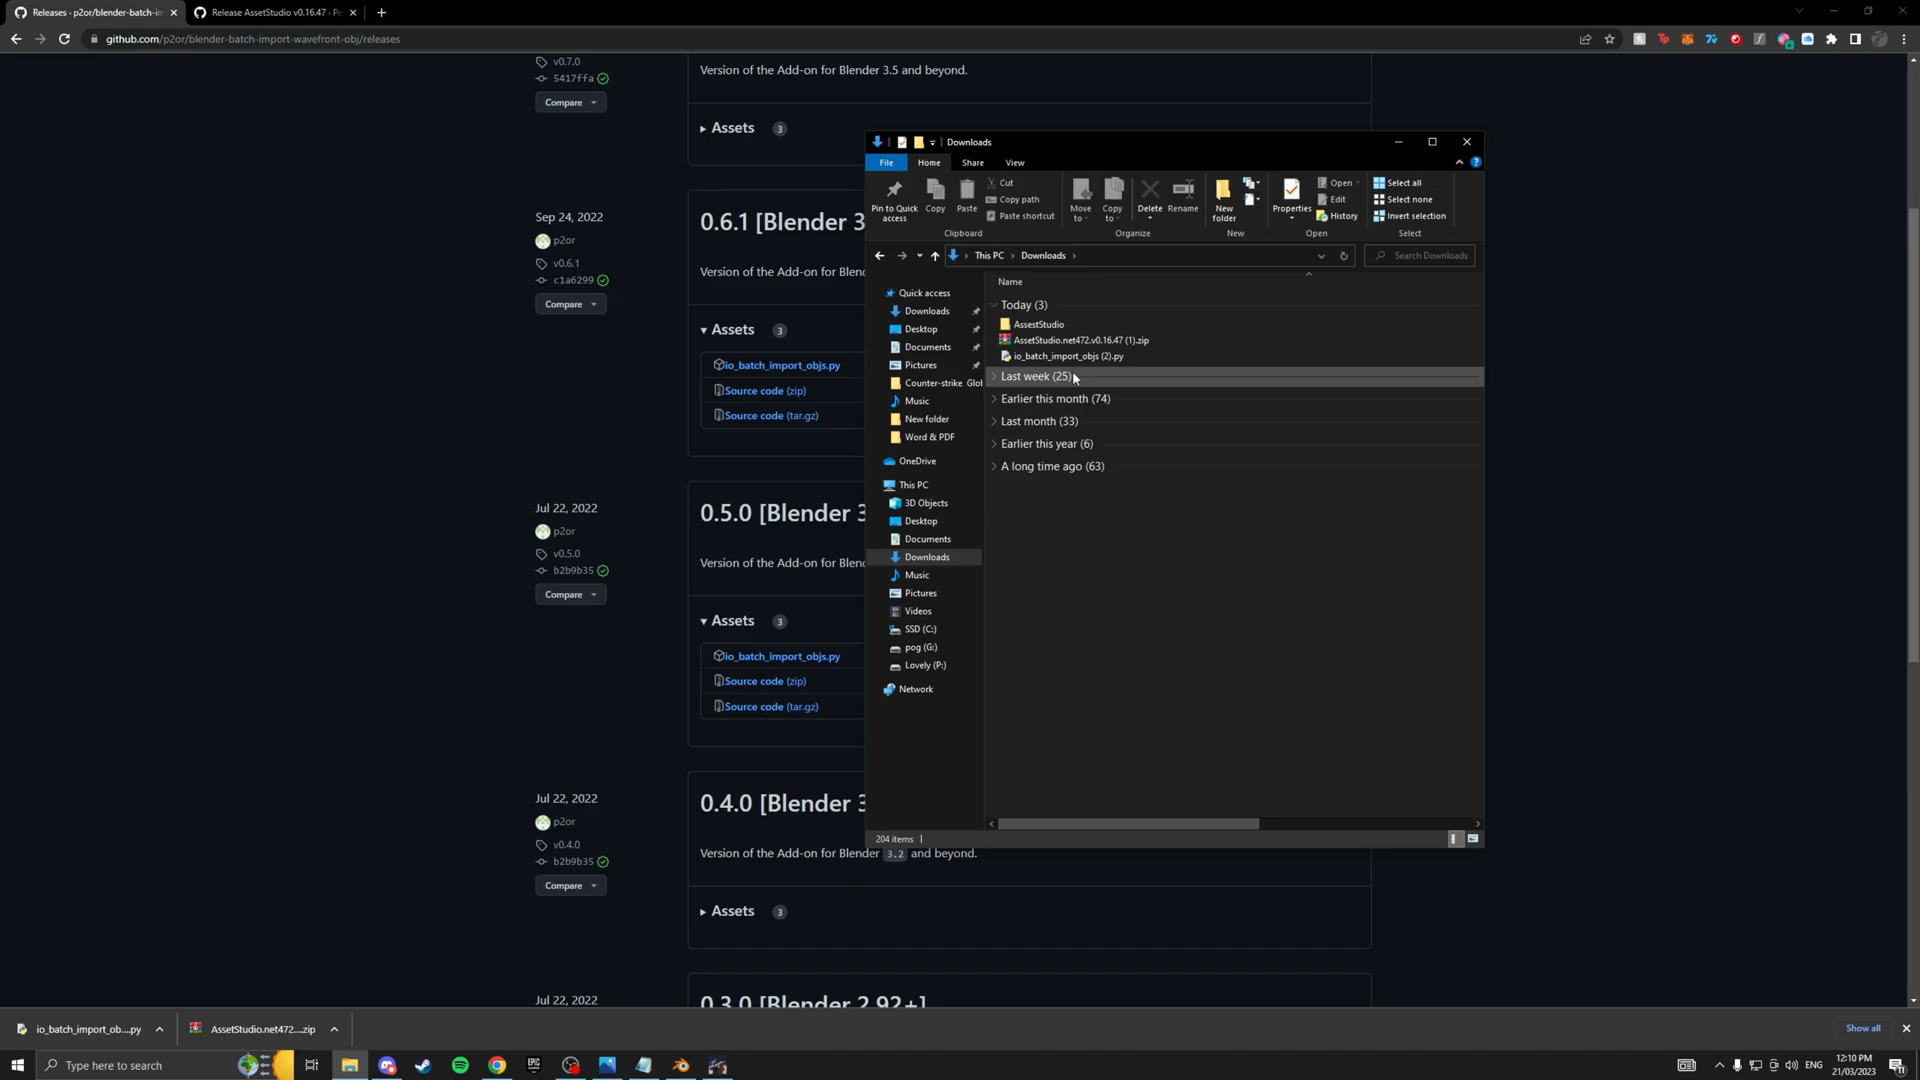 Releases · p2or/blender-batch-im
Release AssetStudio v0.16.47 · Pe
github.com/p2or/blender-batch-import-wavefront-obj/releases
v0.7.0
5417ffa
Compare
Version of the Add-on for Blender 3.5 and beyond.
Assets 3
Sep 24, 2022
p2or
v0.6.1
c1a6299
Compare
0.6.1 [Blender 3
Version of the Add-on for Blen
Assets 3
io_batch_import_objs.py
Source code (zip)
Source code (tar.gz)
Jul 22, 2022
p2or
v0.5.0
b2b9b35
Compare
0.5.0 [Blender 3
Version of the Add-on for Blend
Assets 3
io_batch_import_objs.py
Source code (zip)
Source code (tar.gz)
Jul 22, 2022
p2or
v0.4.0
b2b9b35
Compare
0.4.0 [Blender 3
Version of the Add-on for Blender 3.2 and beyond.
Assets 3
Jul 22, 2022
0.3.0 [Blender 2.92+]
Downloads
File Home Share View
Pin to Quick access
Copy
Paste
Cut
Copy path
Paste shortcut
Clipboard
Move to
Copy to
Delete
Rename
Organize
New folder
New
Properties
Open
Edit
History
Open
Select all
Select none
Invert selection
Select
This PC > Downloads >
Search Downloads
Quick access
Downloads
Desktop
Documents
Pictures
Counter-strike Glob
Music
New folder
Word & PDF
OneDrive
This PC
3D Objects
Desktop
Documents
Downloads
Music
Pictures
Videos
SSD (C:)
pog (G:)
Lovely (P:)
Network
Name
Today (3)
AssestStudio
AssetStudio.net472.v0.16.47 (1).zip
io_batch_import_objs (2).py
Last week (25)
Earlier this month (74)
Last month (33)
Earlier this year (6)
A long time ago (63)
204 items
io_batch_import_ob....py
AssetStudio.net472....zip
Show all
Type here to search
EPIC
ENG
12:10 PM
21/03/2023